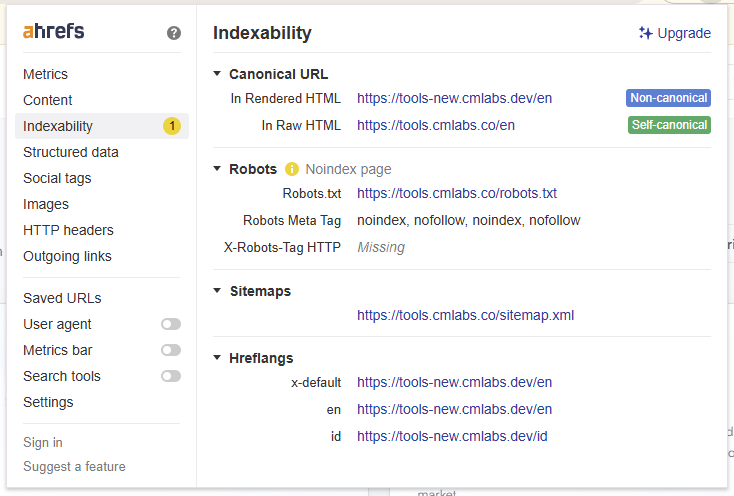 ahrefs
?
Metrics
Content
Indexability 1
Structured data
Social tags
Images
HTTP headers
Outgoing links
Saved URLs
User agent
Metrics bar
Search tools
Settings
Sign in
Suggest a feature
Indexability Upgrade
Canonical URL
In Rendered HTML https://tools-new.cmlabs.dev/en Non-canonical
In Raw HTML https://tools.cmlabs.co/en Self-canonical
Robots i Noindex page
Robots.txt https://tools.cmlabs.co/robots.txt
Robots Meta Tag noindex, nofollow, noindex, nofollow
X-Robots-Tag HTTP Missing
Sitemaps
https://tools.cmlabs.co/sitemap.xml
Hreflangs
x-default https://tools-new.cmlabs.dev/en
en https://tools-new.cmlabs.dev/en
id https://tools-new.cmlabs.dev/id
market